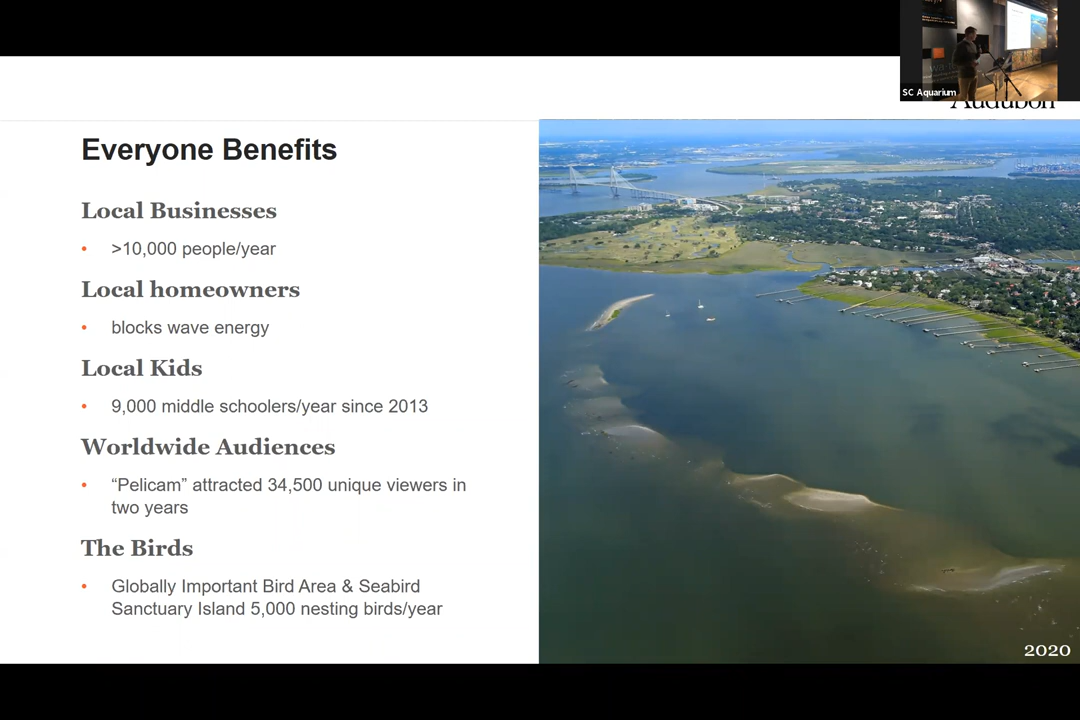 SC Aquarium
Audubon
Everyone Benefits
Local Businesses
• >10,000 people/year
Local homeowners
• blocks wave energy
Local Kids
• 9,000 middle schoolers/year since 2013
Worldwide Audiences
• “Pelicam” attracted 34,500 unique viewers in
two years
The Birds
• Globally Important Bird Area & Seabird
Sanctuary Island 5,000 nesting birds/year
2020